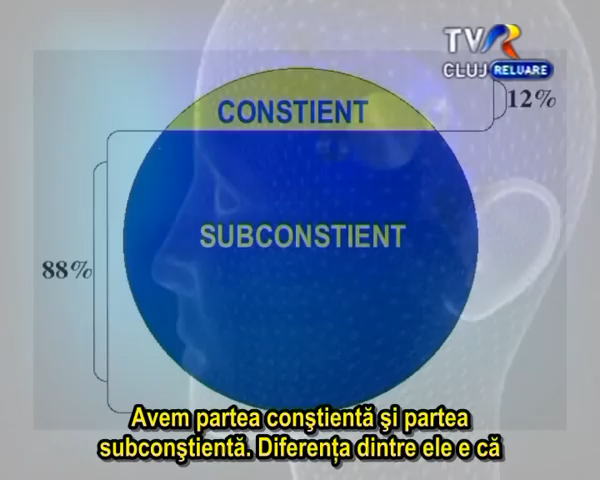 TVR
CLUJ RELUARE
CONSTIENT
12%
SUBCONSTIENT
88%
Avem partea conştientă şi partea
subconştientă. Diferenţa dintre ele e că